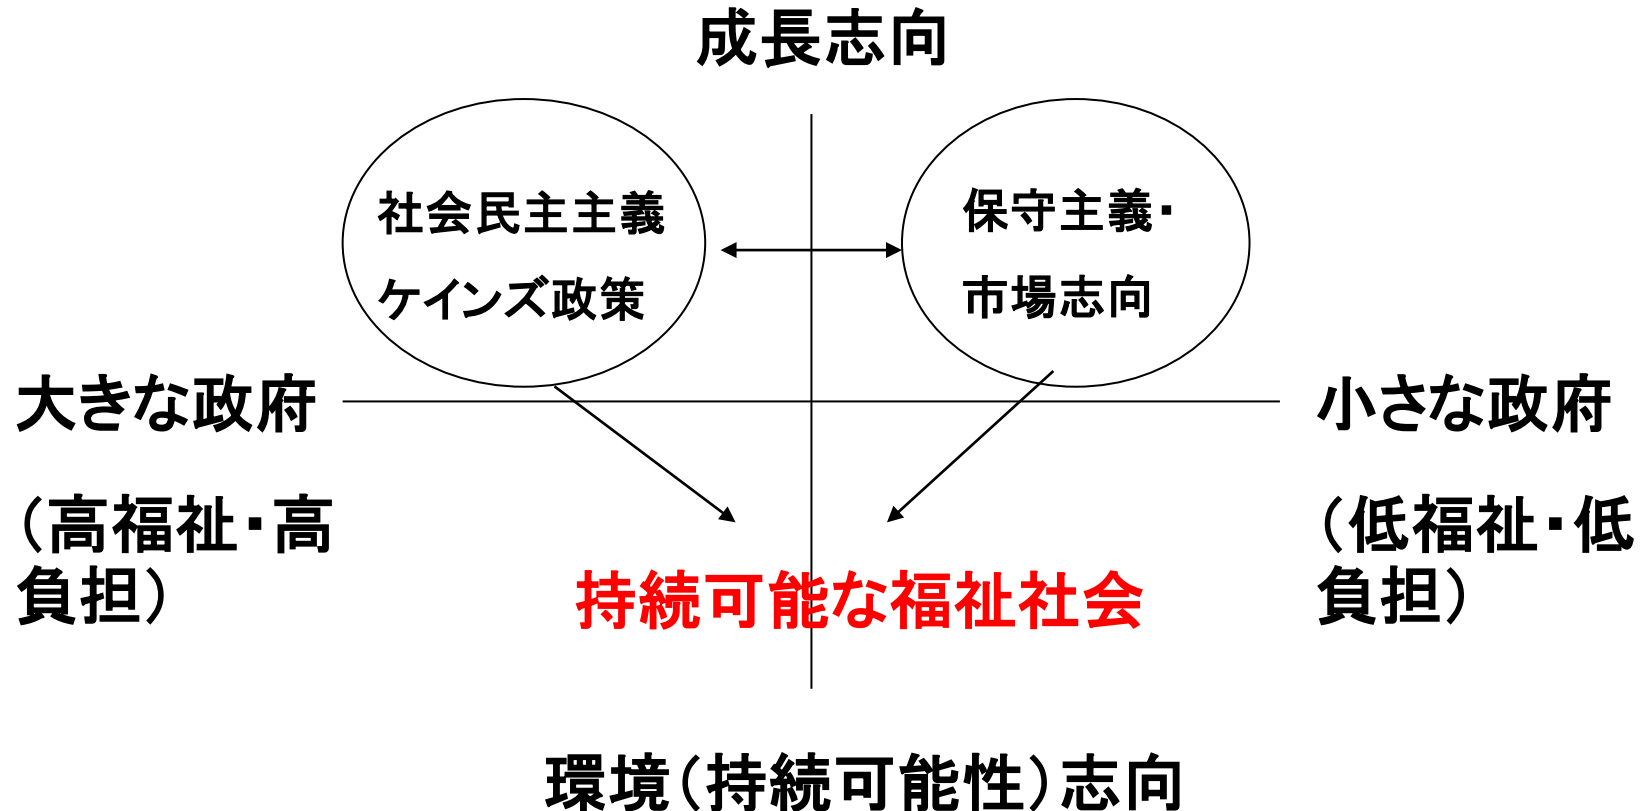 成長志向
社会民主主義
ケインズ政策
保守主義・
市場志向
大きな政府
（高福祉・高
負担）
小さな政府
（低福祉・低
負担）
持続可能な福祉社会
環境（持続可能性）志向